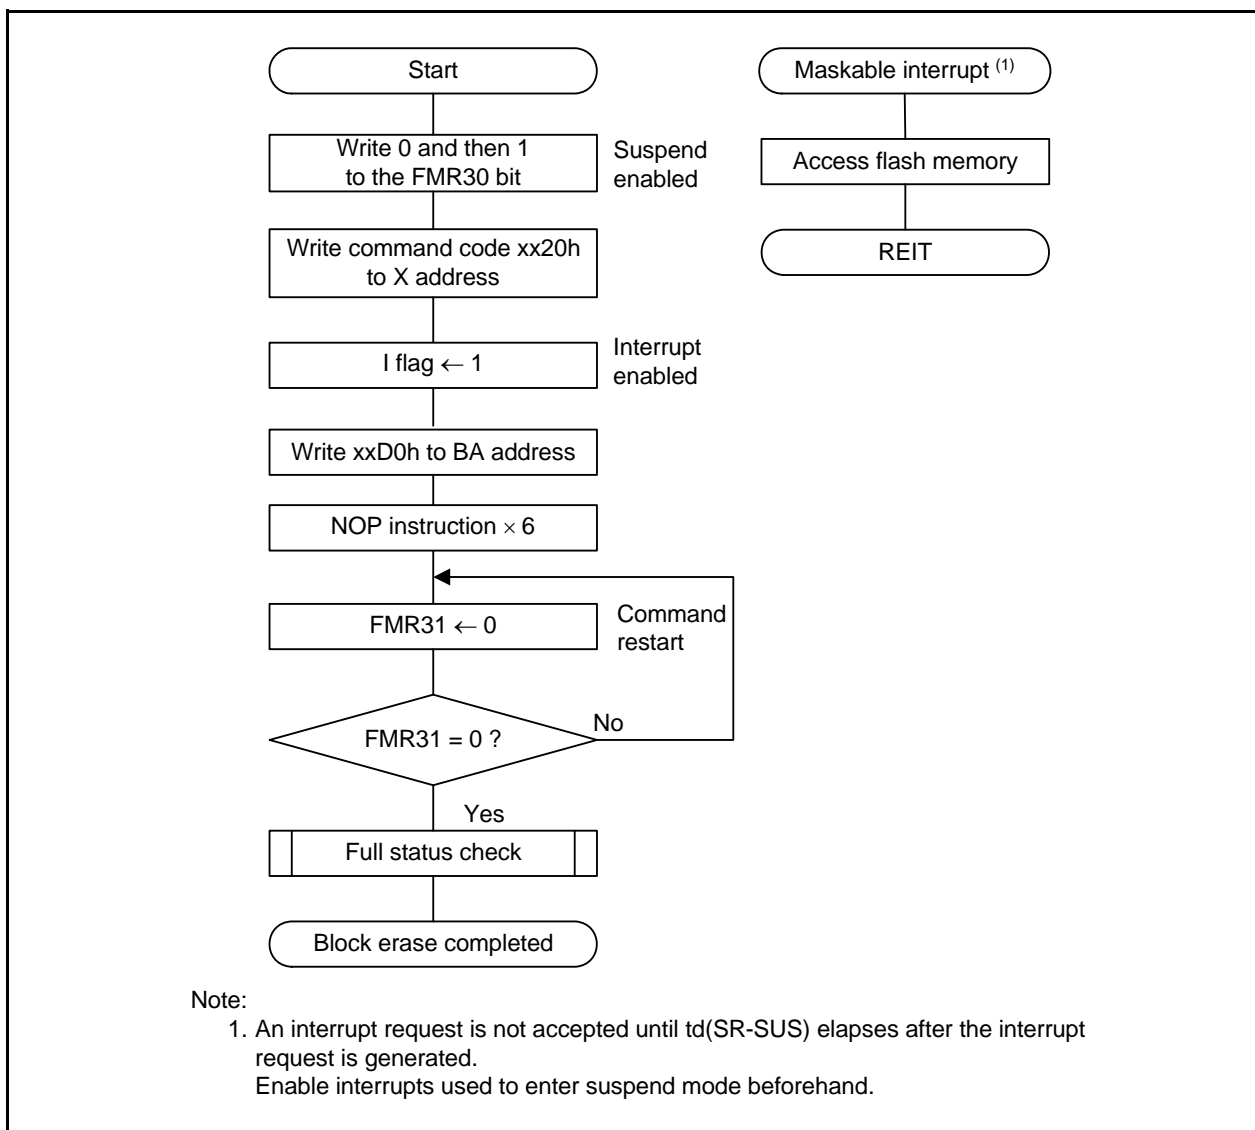 Start
Write 0 and then 1
to the FMR30 bit
Suspend
enabled
Write command code xx20h
to X address
I flag ← 1
Interrupt
enabled
Write xxD0h to BA address
NOP instruction × 6
FMR31 ← 0
Command
restart
FMR31 = 0 ?
No
Yes
Full status check
Block erase completed
Maskable interrupt (1)
Access flash memory
REIT
Note:
1. An interrupt request is not accepted until td(SR-SUS) elapses after the interrupt
request is generated.
Enable interrupts used to enter suspend mode beforehand.